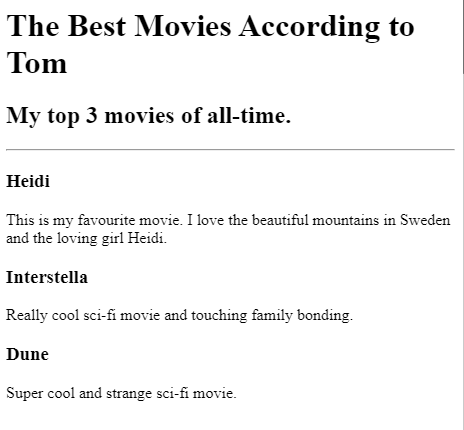 The Best Movies According to
Tom
My top 3 movies of all-time.
Heidi
This is my favourite movie. I love the beautiful mountains in Sweden
and the loving girl Heidi.
Interstella
Really cool sci-fi movie and touching family bonding.
Dune
Super cool and strange sci-fi movie.